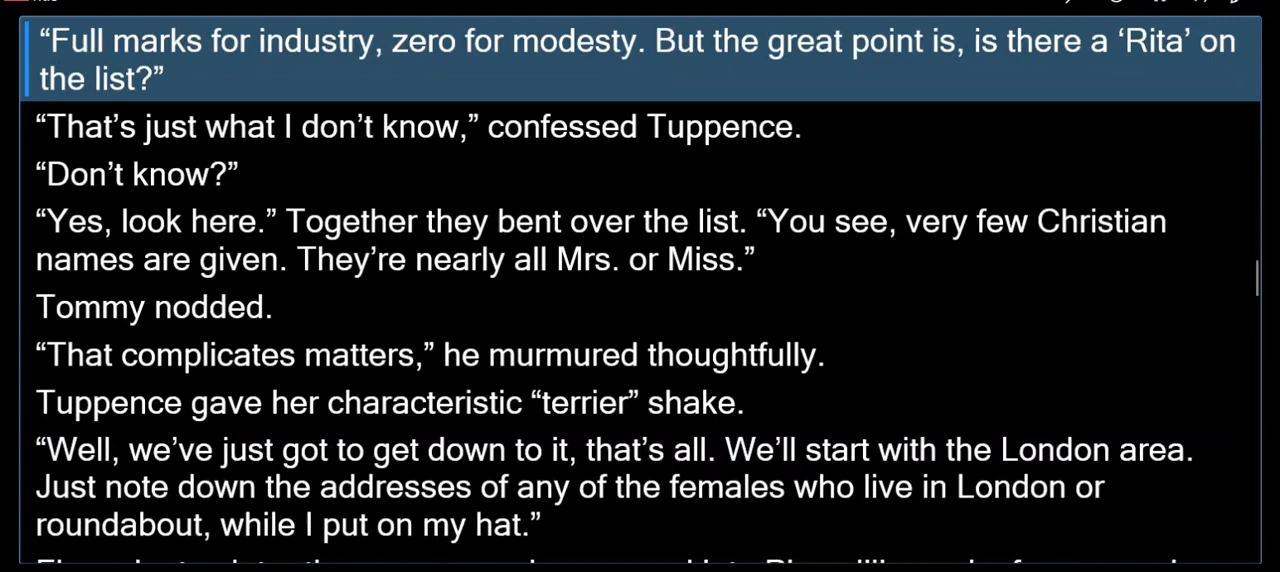 “Full marks for industry, zero for modesty. But the great point is, is there a ‘Rita’ on
the list?”
“That’s just what I don’t know,” confessed Tuppence.
“Don’t know?”
“Yes, look here.” Together they bent over the list. “You see, very few Christian
names are given. They’re nearly all Mrs. or Miss.”
Tommy nodded.
“That complicates matters,” he murmured thoughtfully.
Tuppence gave her characteristic “terrier” shake.
“Well, we’ve just got to get down to it, that’s all. We’ll start with the London area.
Just note down the addresses of any of the females who live in London or
roundabout, while I put on my hat.”